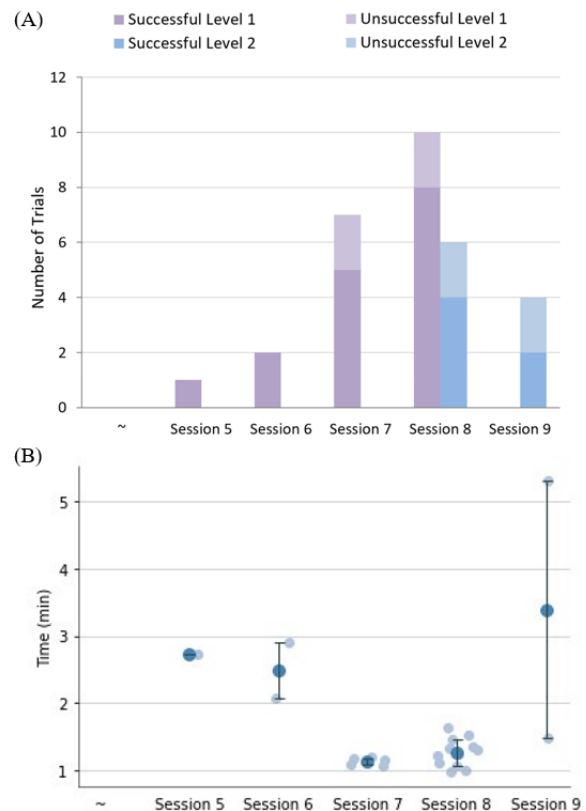 (A)
Successful Level 1 Unsuccessful Level 1
Successful Level 2 Unsuccessful Level 2
12
10
8
6
4
2
0
Number of Trials
~ Session 5 Session 6 Session 7 Session 8 Session 9
(B)
5
4
3
2
1
Time (min)
~ Session 5 Session 6 Session 7 Session 8 Session 9